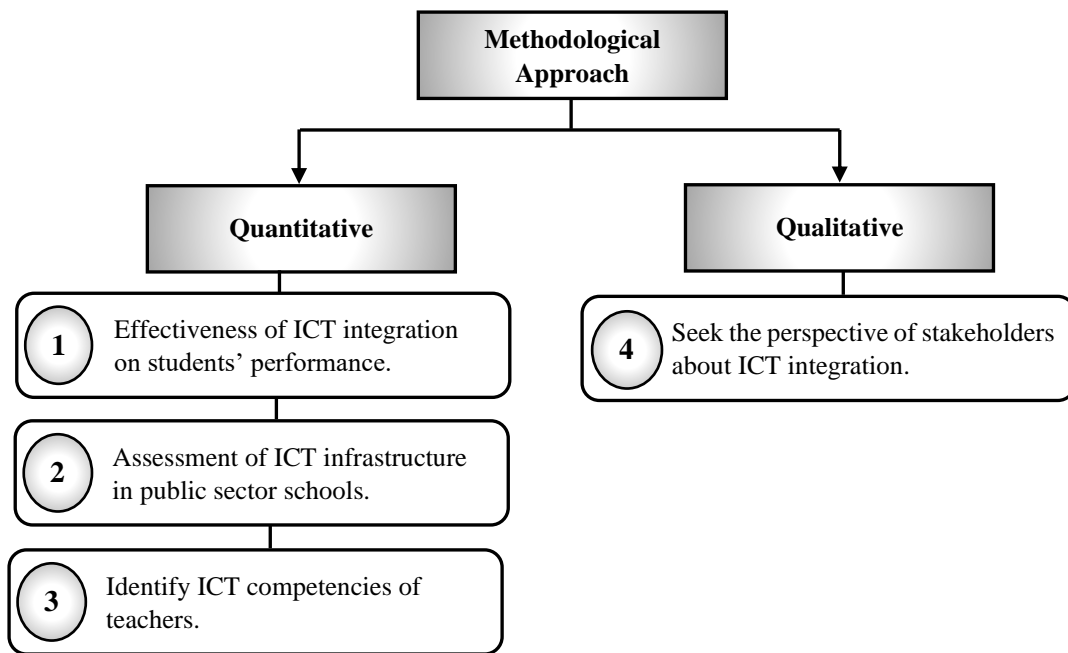 Methodological
Approach
Quantitative
Qualitative
1
Effectiveness of ICT integration
on students’ performance.
4
Seek the perspective of stakeholders
about ICT integration.
2
Assessment of ICT infrastructure
in public sector schools.
3
Identify ICT competencies of
teachers.